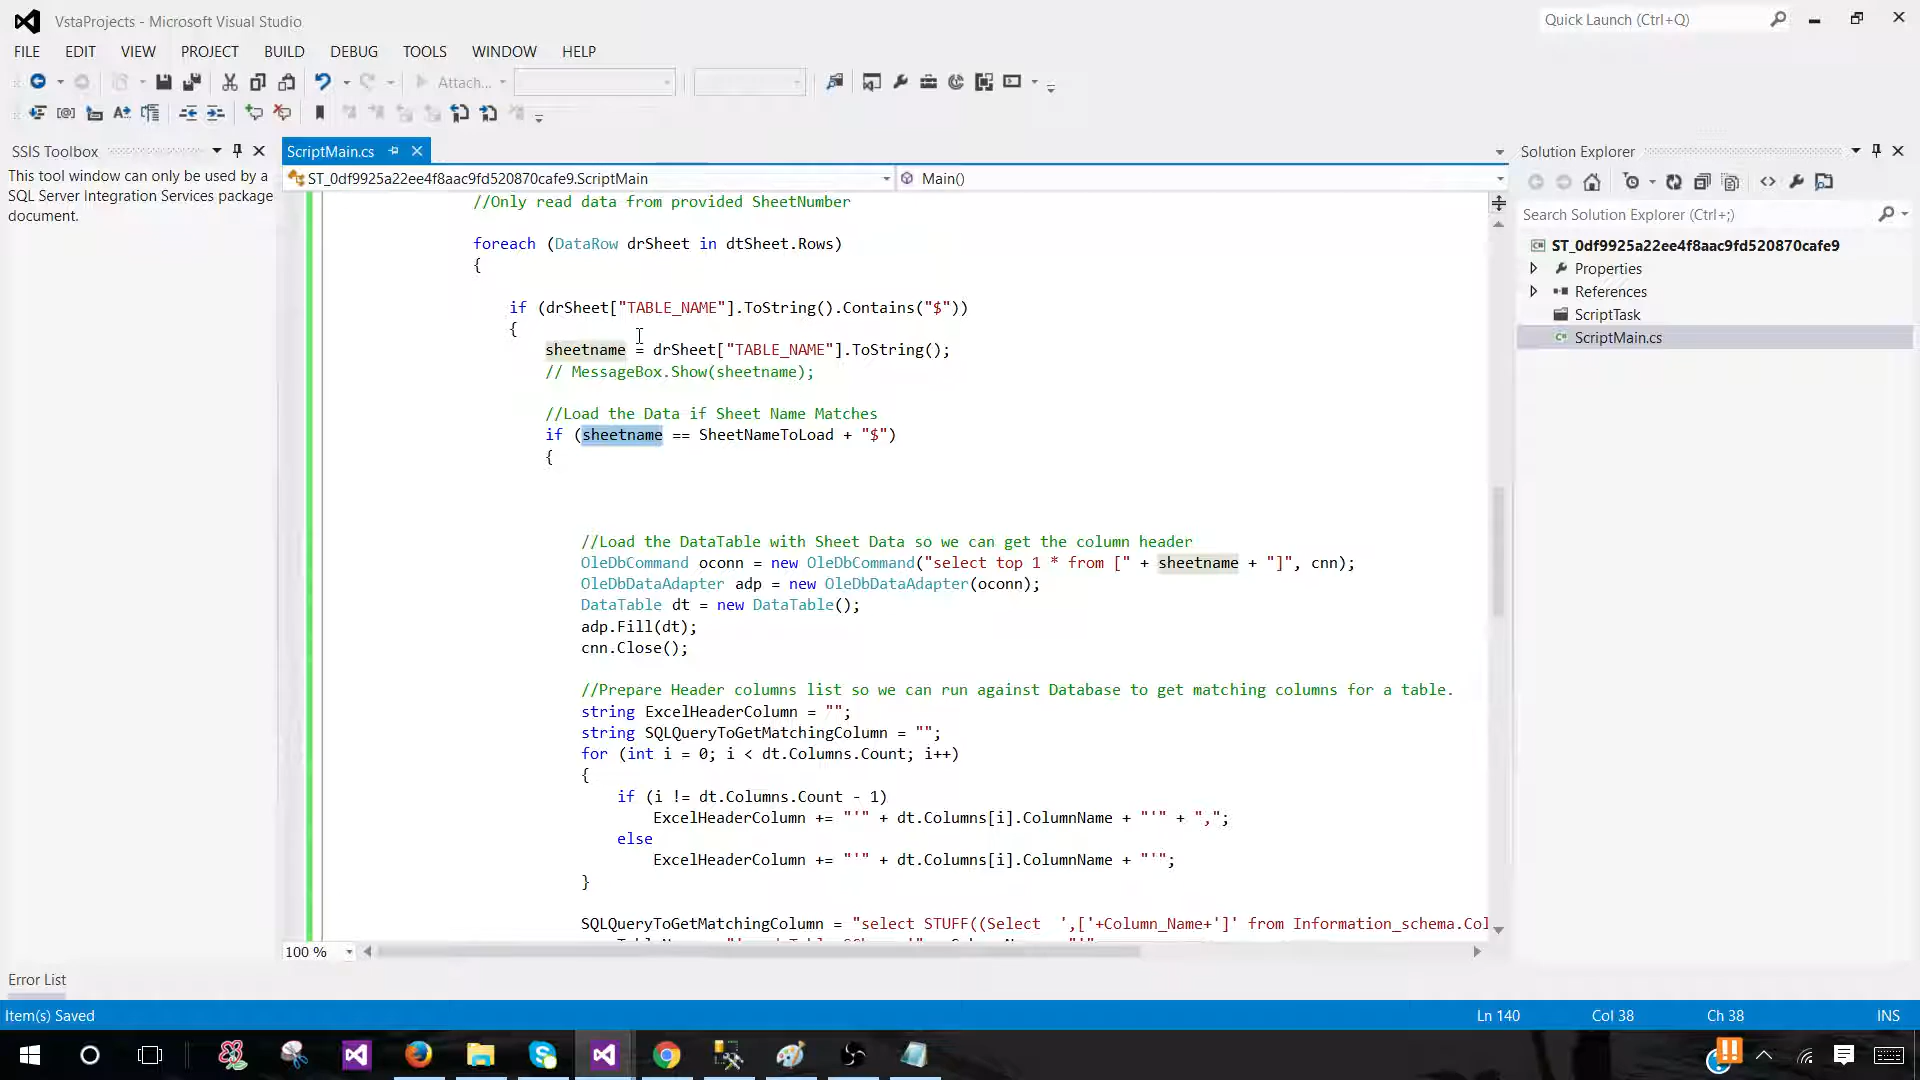 VstaProjects - Microsoft Visual Studio
Quick Launch (Ctrl+Q)
FILE EDIT VIEW PROJECT BUILD DEBUG TOOLS WINDOW HELP
Attach...
SSIS Toolbox
This tool window can only be used by a
SQL Server Integration Services package
document.
ScriptMain.cs
ST_0df9925a22ee4f8aac9fd520870cafe9.ScriptMain
Main()
//Only read data from provided SheetNumber
foreach (DataRow drSheet in dtSheet.Rows)
{
if (drSheet["TABLE_NAME"].ToString().Contains("$"))
{
sheetname = drSheet["TABLE_NAME"].ToString();
// MessageBox.Show(sheetname);
//Load the Data if Sheet Name Matches
if (sheetname == SheetNameToLoad + "$")
{
//Load the DataTable with Sheet Data so we can get the column header
OleDbCommand oconn = new OleDbCommand("select top 1 * from [" + sheetname + "]", cnn);
OleDbDataAdapter adp = new OleDbDataAdapter(oconn);
DataTable dt = new DataTable();
adp.Fill(dt);
cnn.Close();
//Prepare Header columns list so we can run against Database to get matching columns for a table.
string ExcelHeaderColumn = "";
string SQLQueryToGetMatchingColumn = "";
for (int i = 0; i < dt.Columns.Count; i++)
{
if (i != dt.Columns.Count - 1)
ExcelHeaderColumn += "'" + dt.Columns[i].ColumnName + "'" + ",";
else
ExcelHeaderColumn += "'" + dt.Columns[i].ColumnName + "'";
}
SQLQueryToGetMatchingColumn = "select STUFF((Select  ',['+Column_Name+']' from Information_schema.Col
100 %
Solution Explorer
Search Solution Explorer (Ctrl+;)
ST_0df9925a22ee4f8aac9fd520870cafe9
Properties
References
ScriptTask
ScriptMain.cs
Error List
Item(s) Saved
Ln 140
Col 38
Ch 38
INS